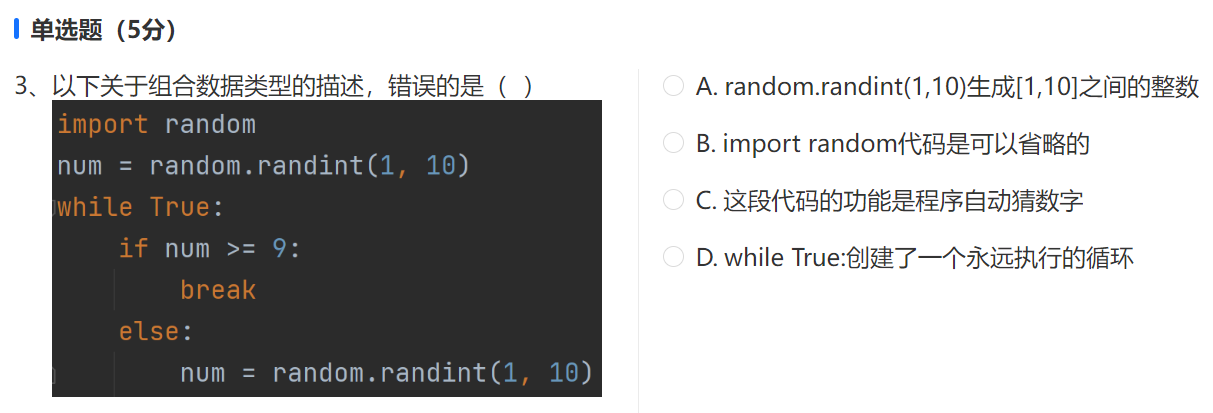 单选题（5分）
3、以下关于组合数据类型的描述，错误的是（  ）
import random
num = random.randint(1, 10)
while True:
    if num >= 9:
        break
    else:
        num = random.randint(1, 10)
A. random.randint(1,10)生成[1,10]之间的整数
B. import random代码是可以省略的
C. 这段代码的功能是程序自动猜数字
D. while True:创建了一个永远执行的循环